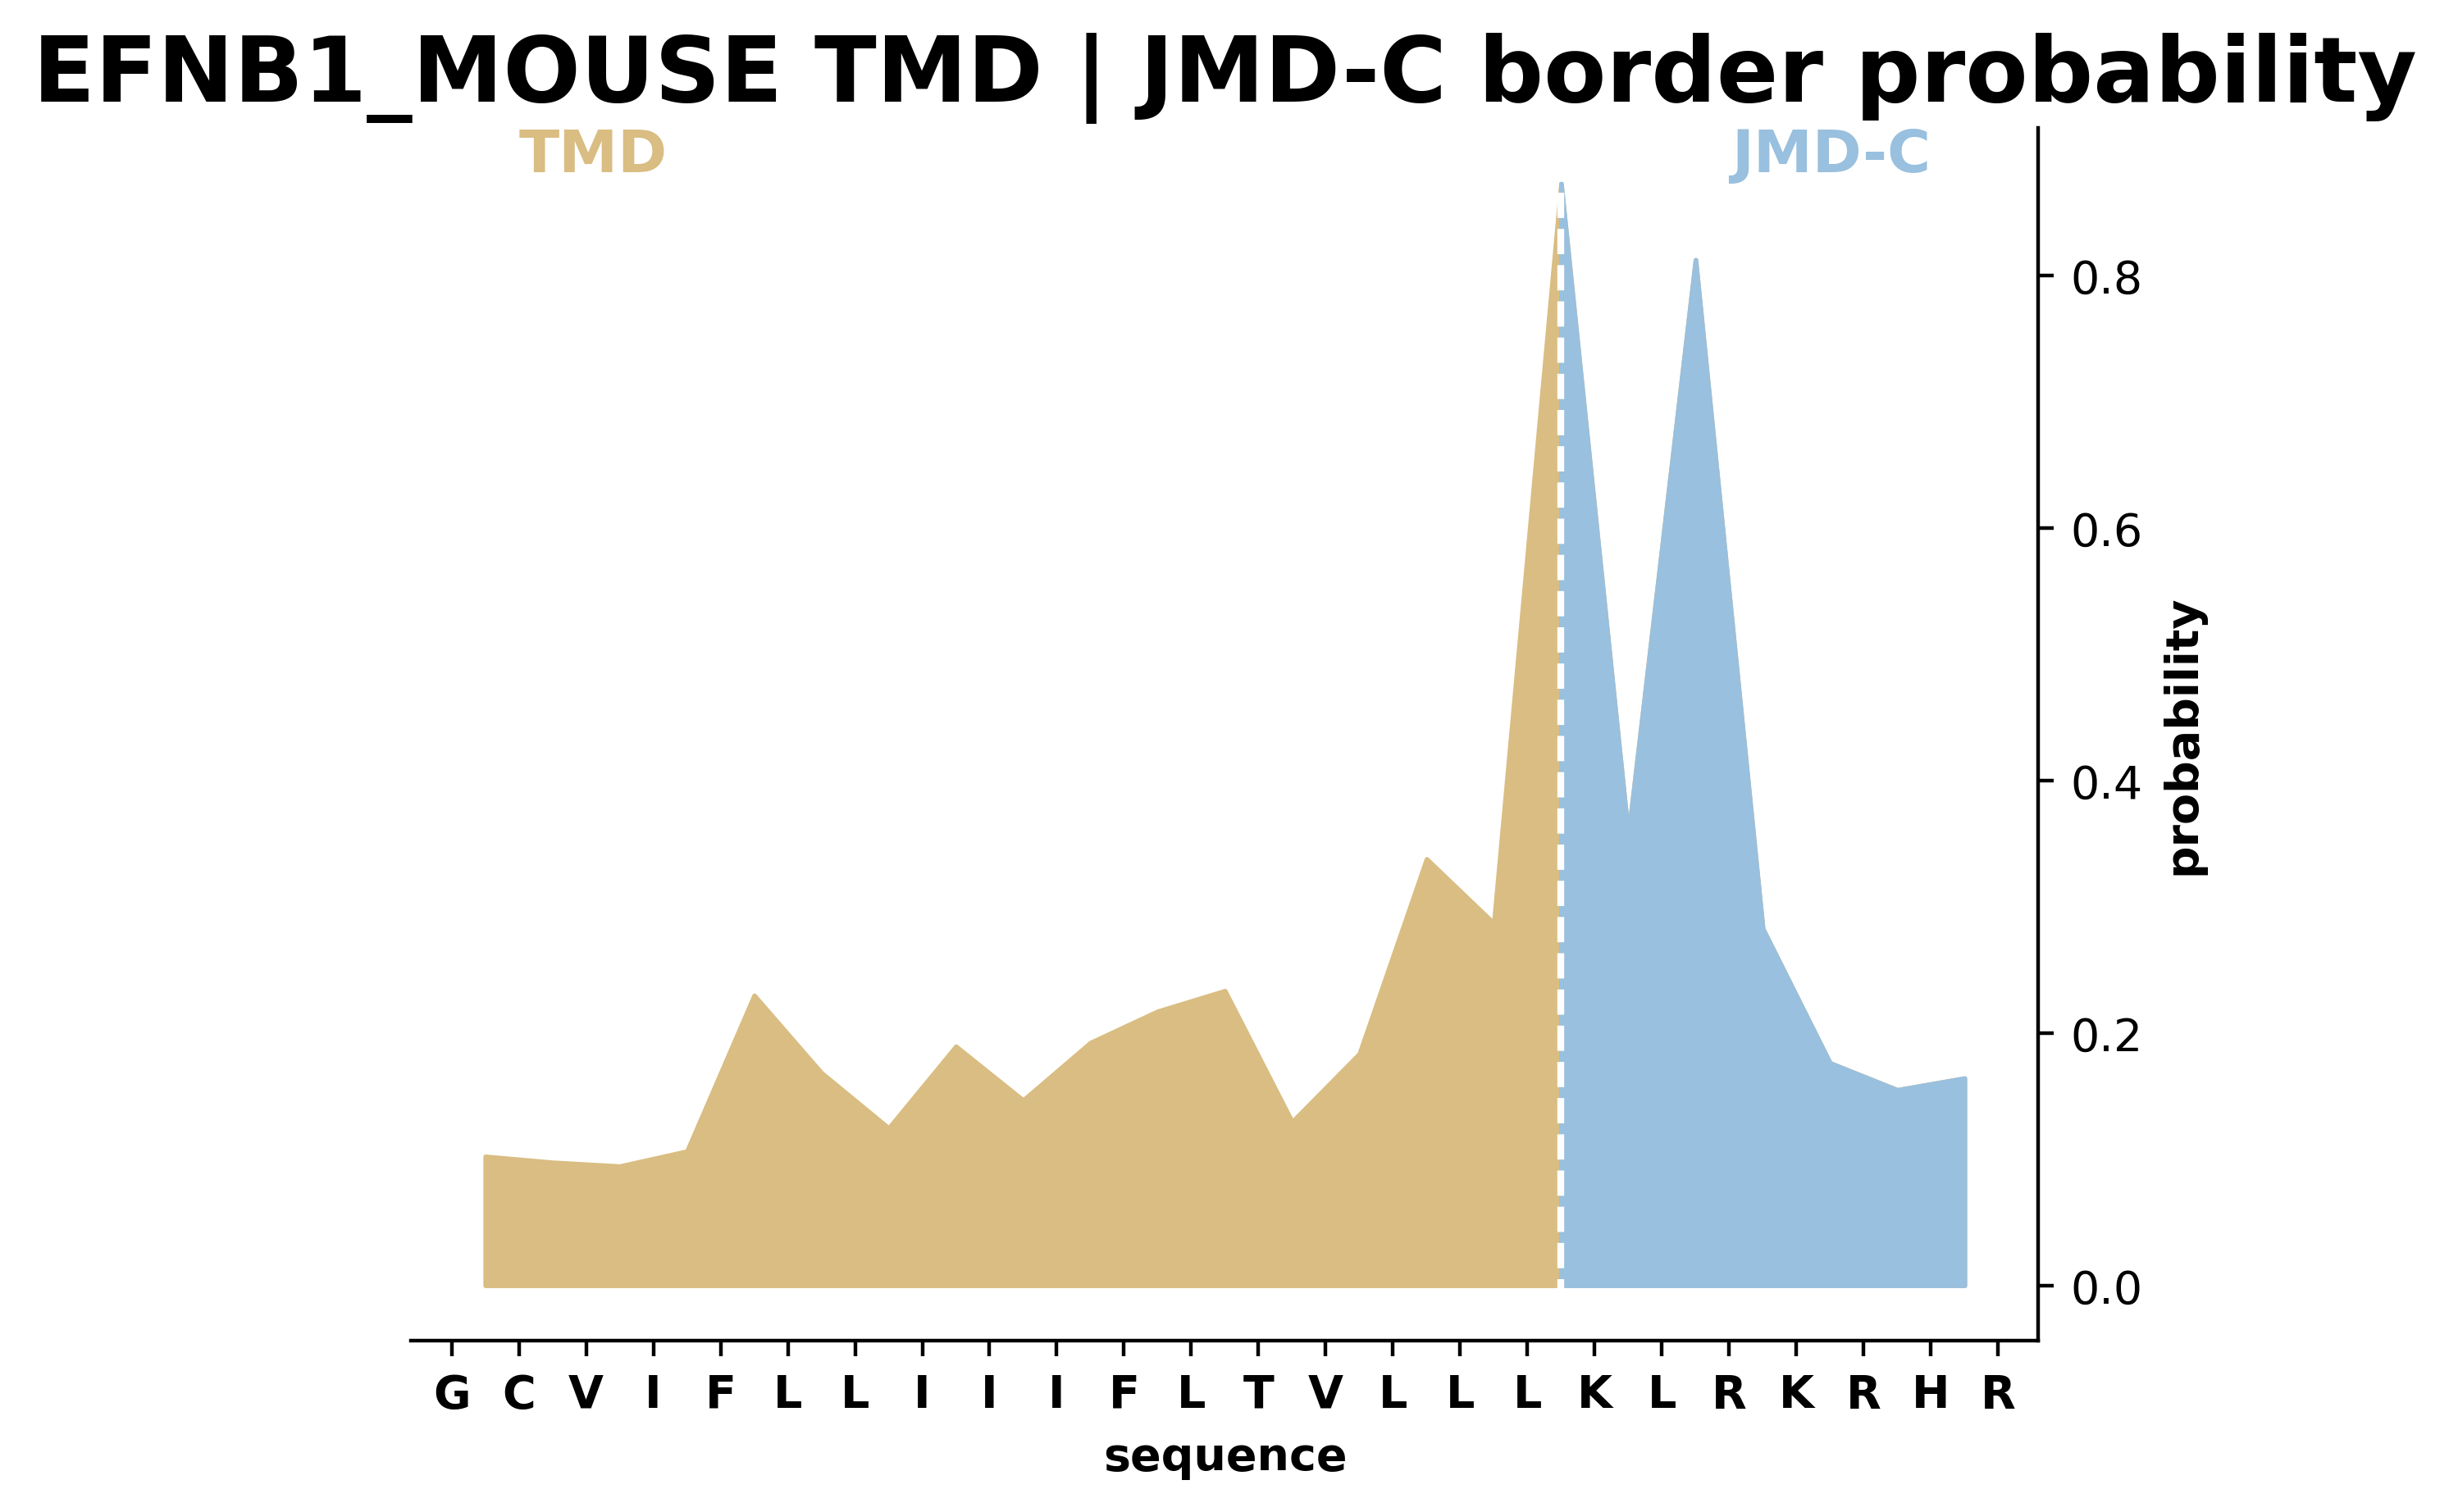 EFNB1_MOUSE TMD | JMD-C border probability
TMD JMD-C
0.8
0.6
0.4
0.2
0.0
probability
G C V I F L L I I I F L T V L L L K L R K R H R
sequence